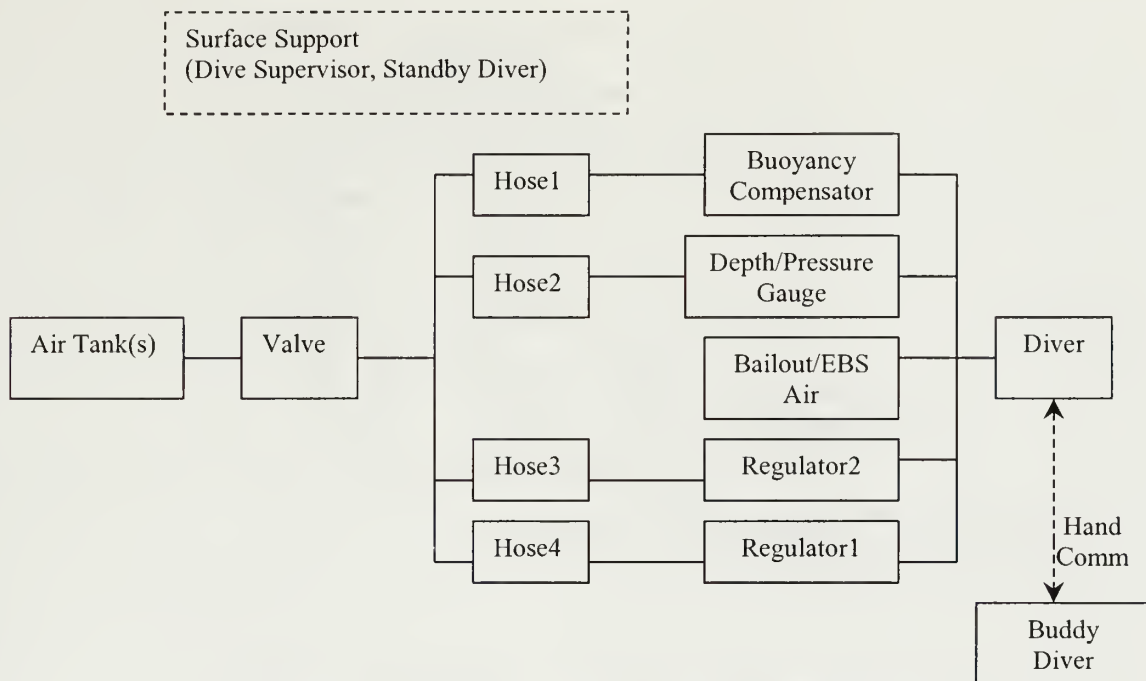 Surface Support
(Dive Supervisor, Standby Diver)
Hose1
Buoyancy
Compensator
Hose2
Depth/Pressure
Gauge
Air Tank(s)
Valve
Bailout/EBS
Air
Diver
Hose3
Regulator2
Hose4
Regulator1
Hand
Comm
Buddy
Diver